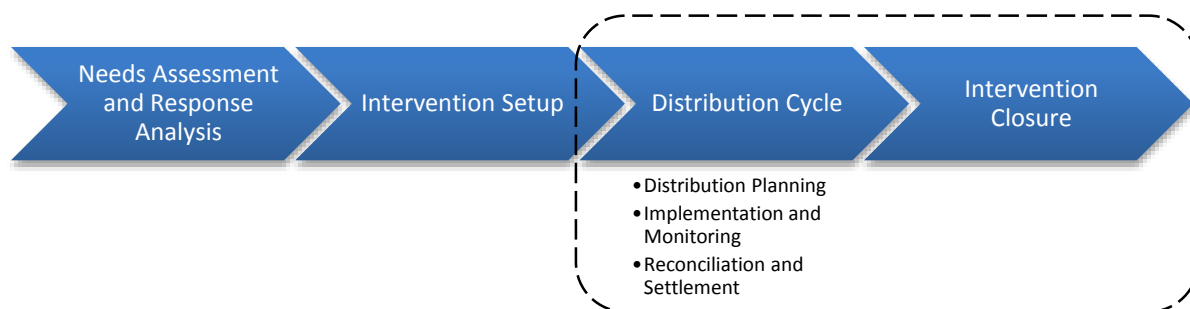 Needs Assessment
and Response
Analysis
Intervention Setup
Distribution Cycle
Intervention
Closure
•Distribution Planning
•Implementation and
Monitoring
•Reconciliation and
Settlement